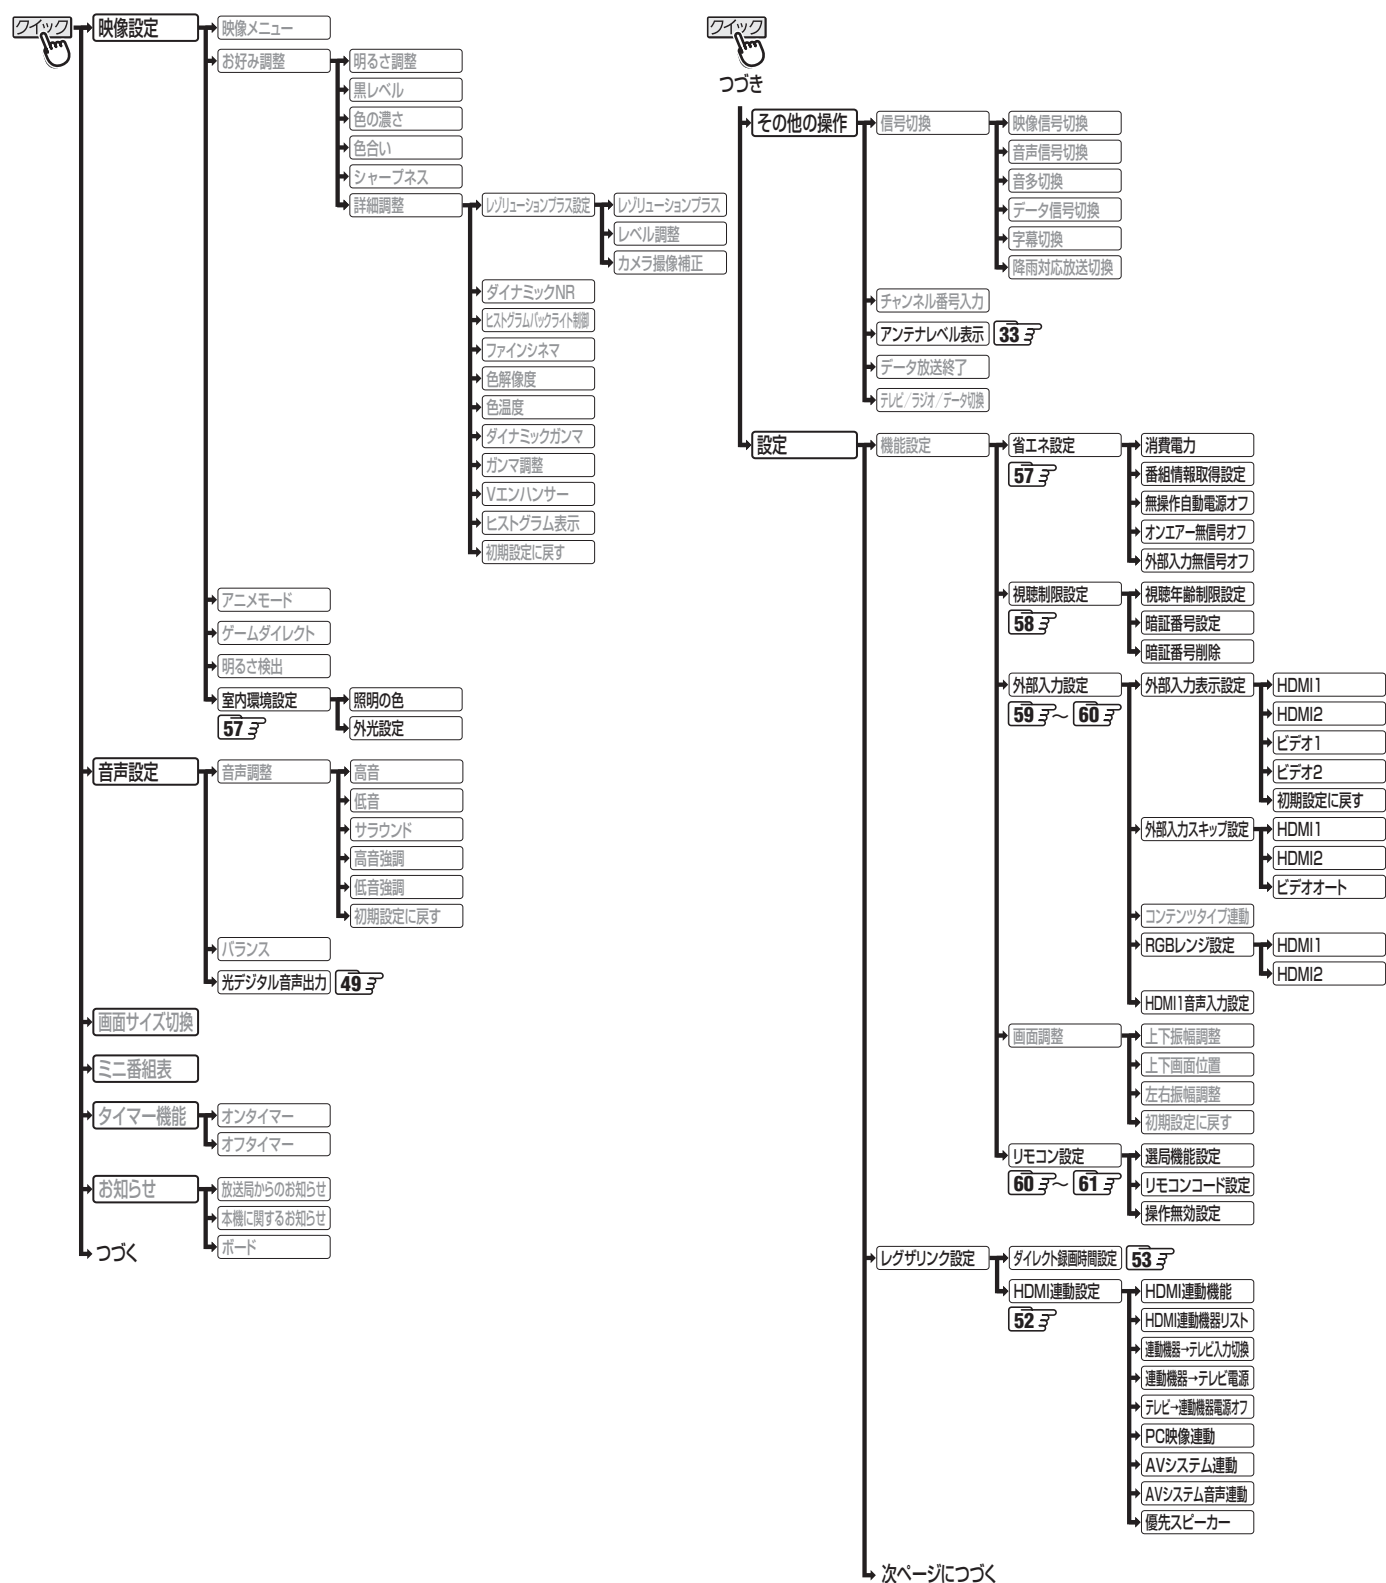 クイック
映像設定
映像メニュー
お好み調整
明るさ調整
黒レベル
色の濃さ
色合い
シャープネス
詳細調整
レゾリューションプラス設定
レゾリューションプラス
レベル調整
カメラ撮像補正
ダイナミックNR
ヒストグラムバックライト制御
ファインシネマ
色解像度
色温度
ダイナミックガンマ
ガンマ調整
Vエンハンサー
ヒストグラム表示
初期設定に戻す
アニメモード
ゲームダイレクト
明るさ検出
室内環境設定
57
照明の色
外光設定
音声設定
音声調整
高音
低音
サラウンド
高音強調
低音強調
初期設定に戻す
バランス
光デジタル音声出力 49
画面サイズ切換
ミニ番組表
タイマー機能
オンタイマー
オフタイマー
お知らせ
放送局からのお知らせ
本機に関するお知らせ
ボード
つづく
クイック
つづき
その他の操作
信号切換
映像信号切換
音声信号切換
音多切換
データ信号切換
字幕切換
降雨対応放送切換
チャンネル番号入力
アンテナレベル表示 33
データ放送終了
テレビ/ラジオ/データ切換
設定
機能設定
省エネ設定
57
消費電力
番組情報取得設定
無操作自動電源オフ
オンエアー無信号オフ
外部入力無信号オフ
視聴制限設定
58
視聴年齢制限設定
暗証番号設定
暗証番号削除
外部入力設定
59 ～ 60
外部入力表示設定
HDMI1
HDMI2
ビデオ1
ビデオ2
初期設定に戻す
外部入力スキップ設定
HDMI1
HDMI2
ビデオオート
コンテンツタイプ連動
RGBレンジ設定
HDMI1
HDMI2
HDMI1音声入力設定
画面調整
上下振幅調整
上下画面位置
左右振幅調整
初期設定に戻す
リモコン設定
60 ～ 61
選局機能設定
リモコンコード設定
操作無効設定
レグザリンク設定
ダイレクト録画時間設定 53
HDMI連動設定
52
HDMI連動機能
HDMI連動機器リスト
連動機器→テレビ入力切換
連動機器→テレビ電源
テレビ→連動機器電源オフ
PC映像連動
AVシステム連動
AVシステム音声連動
優先スピーカー
次ページにつづく